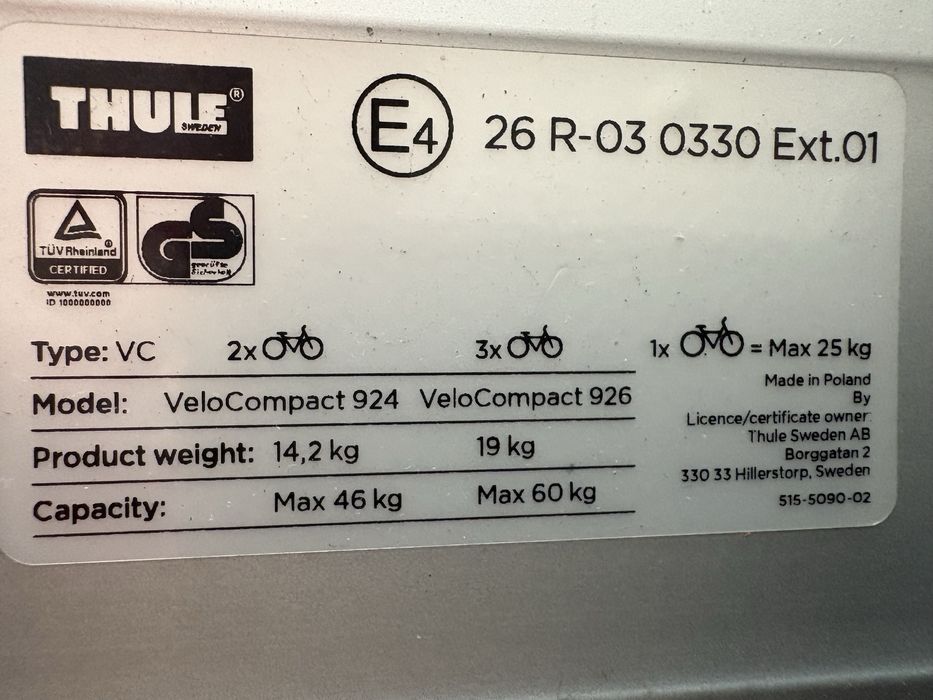 THULE®
SWEDEN
E4 26 R-03 0330 Ext.01
TÜVRheinland®
CERTIFIED
GS
geprüfte
Sicherheit
www.tuv.com
ID 1000000000
Type: VC 2x 3x 1x = Max 25 kg
Model: VeloCompact 924 VeloCompact 926
Product weight: 14,2 kg 19 kg
Capacity: Max 46 kg Max 60 kg
Made in Poland
By
Licence/certificate owner:
Thule Sweden AB
Borggatan 2
330 33 Hillerstorp, Sweden
515-5090-02